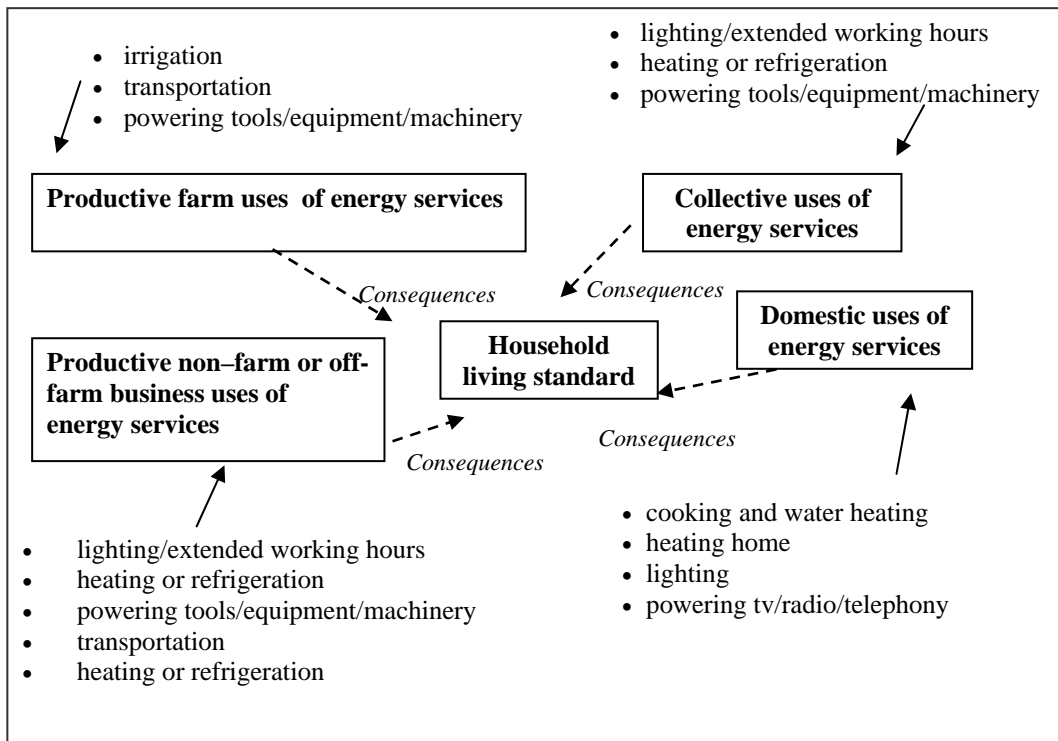 • irrigation
• transportation
• powering tools/equipment/machinery
• lighting/extended working hours
• heating or refrigeration
• powering tools/equipment/machinery
Productive farm uses of energy services
Collective uses of
energy services
Consequences
Consequences
Productive non–farm or off-
farm business uses of
energy services
Household
living standard
Domestic uses of
energy services
Consequences
Consequences
• lighting/extended working hours
• heating or refrigeration
• powering tools/equipment/machinery
• transportation
• heating or refrigeration
• cooking and water heating
• heating home
• lighting
• powering tv/radio/telephony